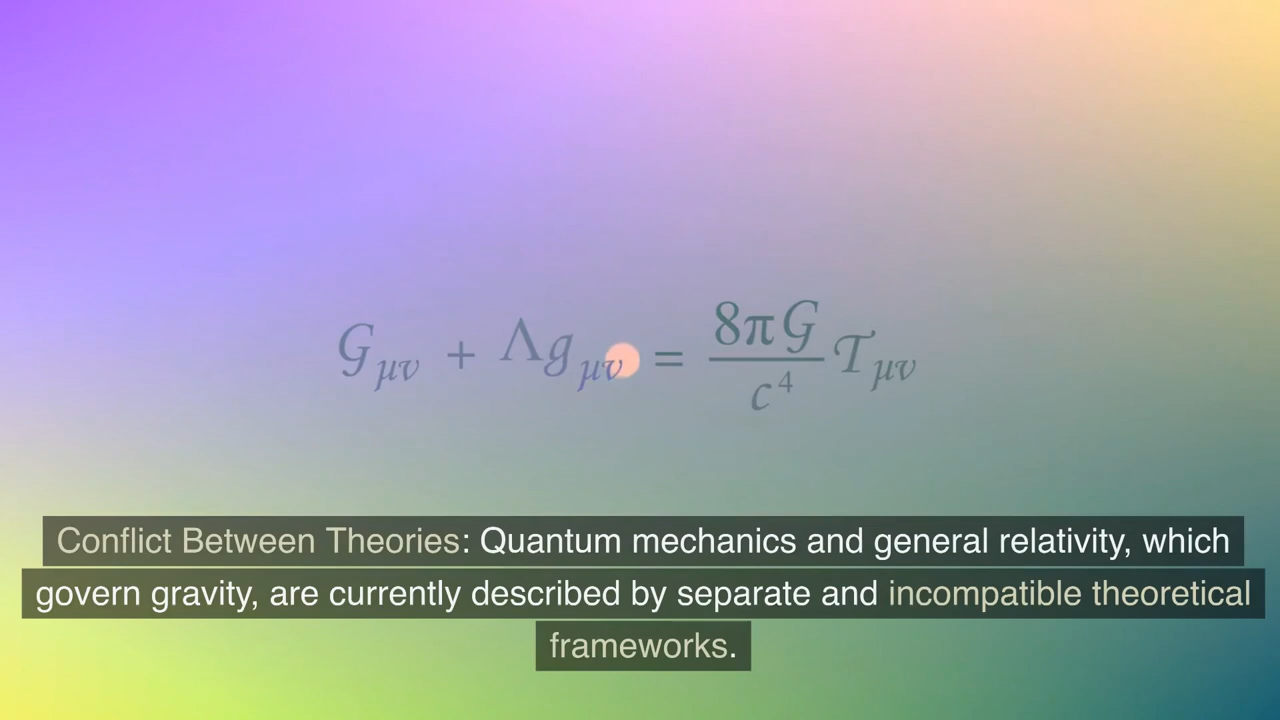 𝒢μν + Λgμν = 8π𝒢/c⁴ 𝒯μν
Conflict Between Theories: Quantum mechanics and general relativity, which
govern gravity, are currently described by separate and incompatible theoretical
frameworks.